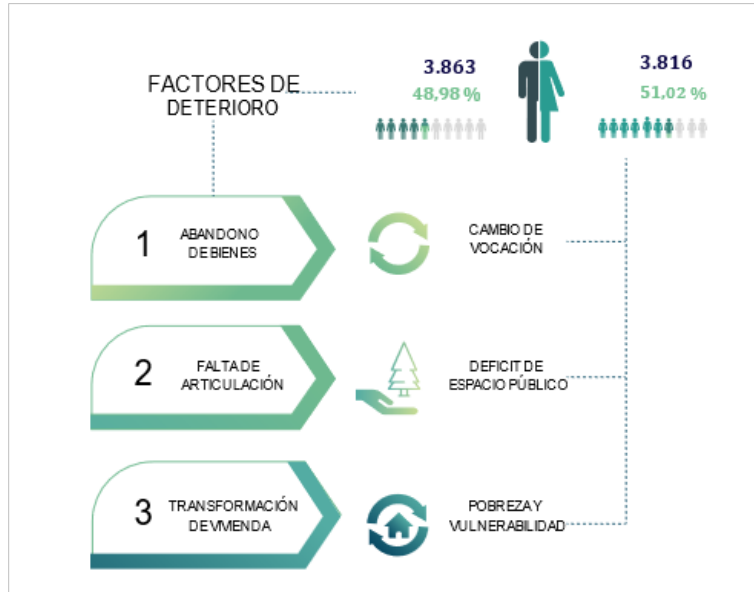 FACTORES DE
DETERIORO
3.863
48,98 %
3.816
51,02 %
1
ABANDONO
DE BIENES
CAMBIO DE
VOCACIÓN
2
FALTA DE
ARTICULACIÓN
DEFICIT DE
ESPACIO PÚBLICO
3
TRANSFORMACIÓN
DE VIVIENDA
POBREZA Y
VULNERABILIDAD